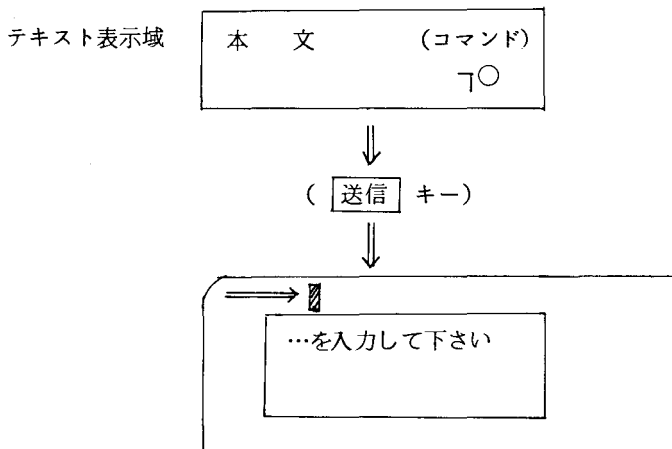 テキスト表示域 本 文 (コマンド)
┐○
( 送信 キー)
…を入力して下さい